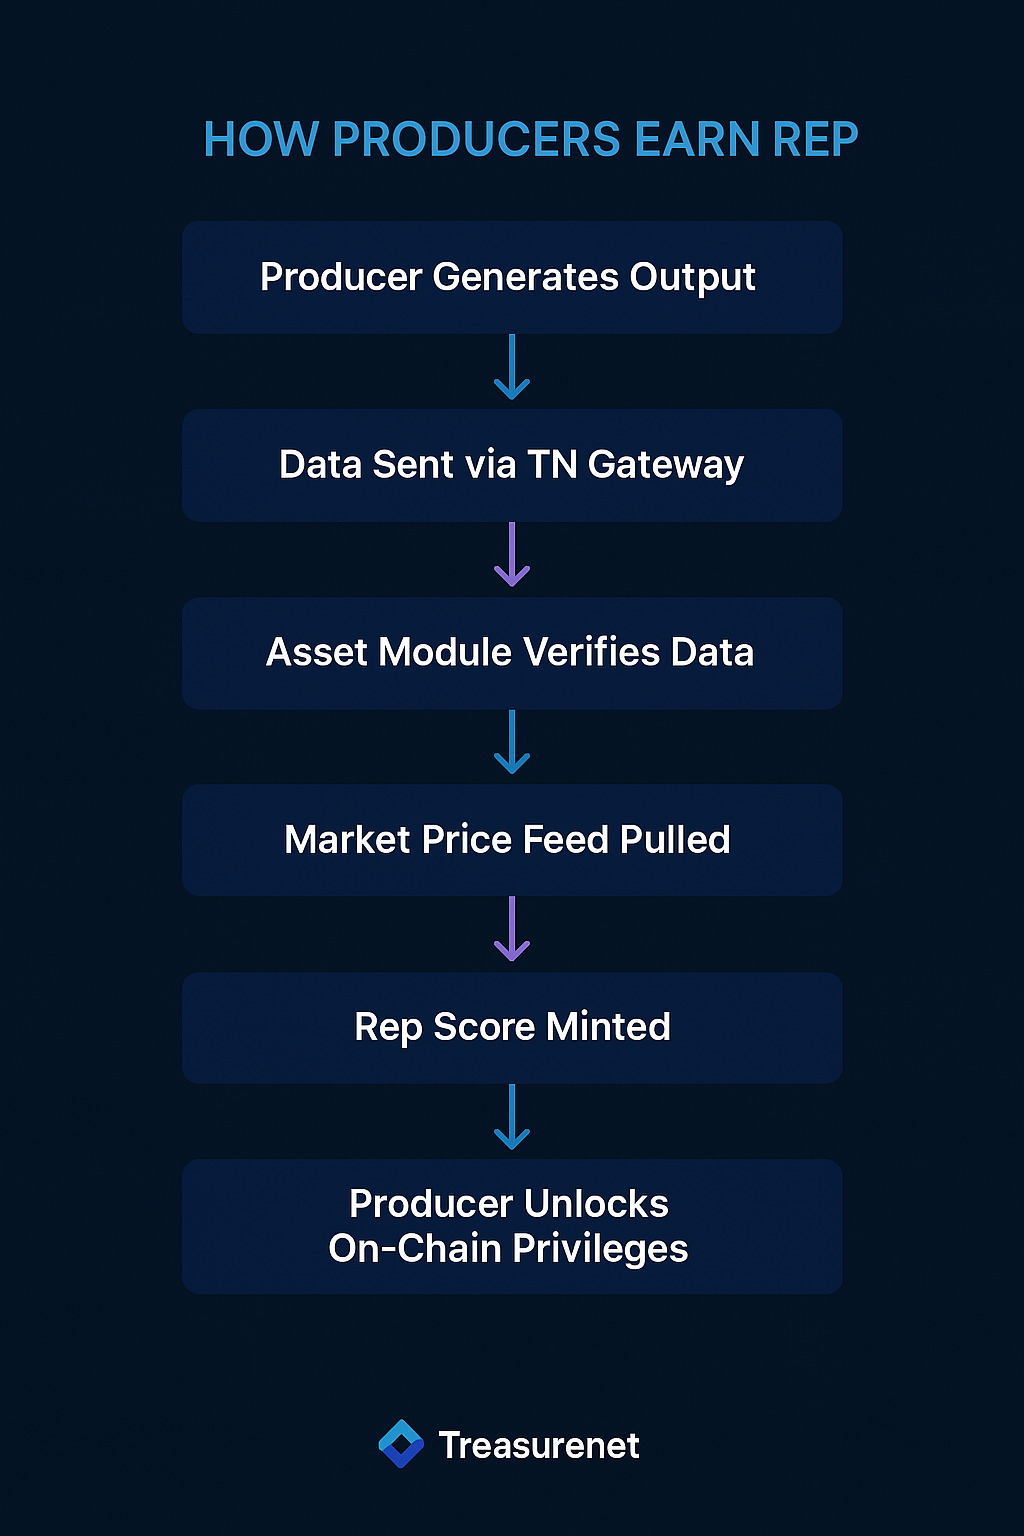 HOW PRODUCERS EARN REP
Producer Generates Output
Data Sent via TN Gateway
Asset Module Verifies Data
Market Price Feed Pulled
Rep Score Minted
Producer Unlocks
On-Chain Privileges
Treasurenet